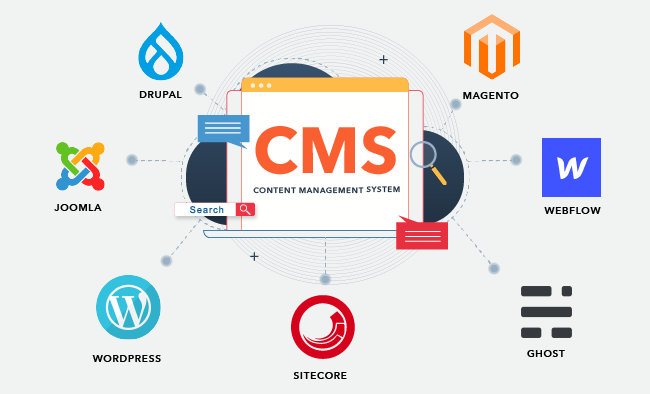 DRUPAL
MAGENTO
CMS
CONTENT MANAGEMENT SYSTEM
JOOMLA
Search
WEBFLOW
WORDPRESS
SITECORE
GHOST